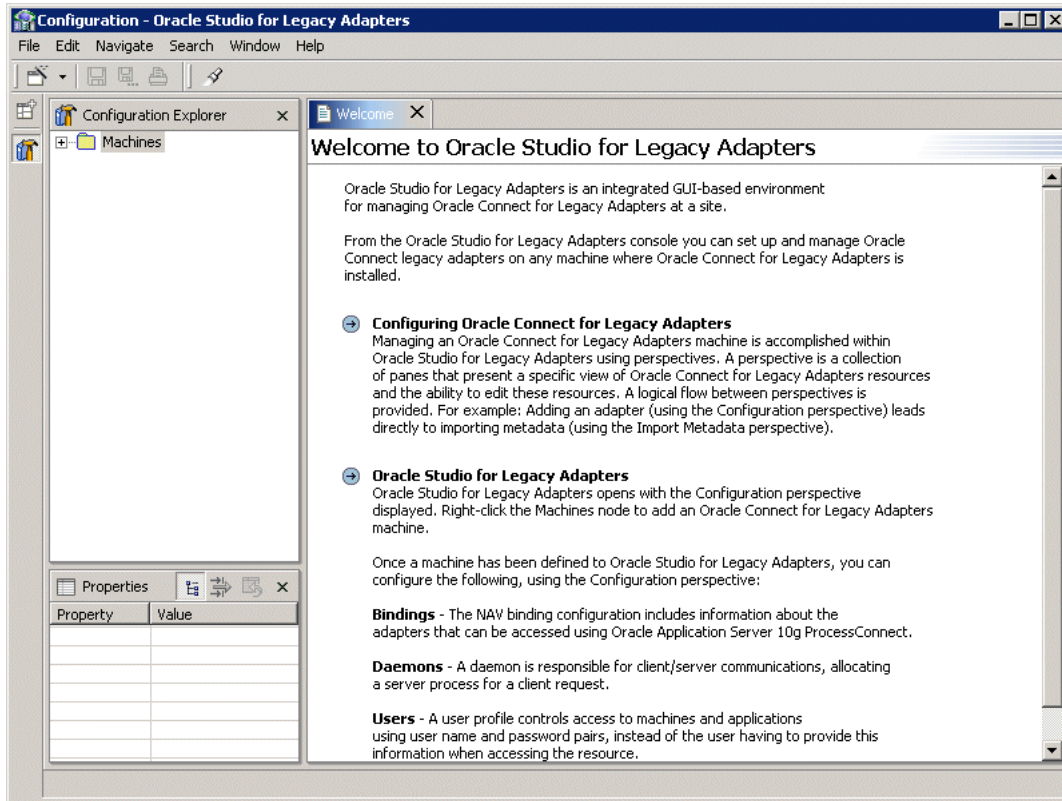 Configuration - Oracle Studio for Legacy Adapters
File Edit Navigate Search Window Help
Configuration Explorer
Machines
Welcome
Welcome to Oracle Studio for Legacy Adapters
Oracle Studio for Legacy Adapters is an integrated GUI-based environment
for managing Oracle Connect for Legacy Adapters at a site.
From the Oracle Studio for Legacy Adapters console you can set up and manage Oracle
Connect legacy adapters on any machine where Oracle Connect for Legacy Adapters is
installed.
Configuring Oracle Connect for Legacy Adapters
Managing an Oracle Connect for Legacy Adapters machine is accomplished within
Oracle Studio for Legacy Adapters using perspectives. A perspective is a collection
of panes that present a specific view of Oracle Connect for Legacy Adapters resources
and the ability to edit these resources. A logical flow between perspectives is
provided. For example: Adding an adapter (using the Configuration perspective) leads
directly to importing metadata (using the Import Metadata perspective).
Oracle Studio for Legacy Adapters
Oracle Studio for Legacy Adapters opens with the Configuration perspective
displayed. Right-click the Machines node to add an Oracle Connect for Legacy Adapters
machine.
Once a machine has been defined to Oracle Studio for Legacy Adapters, you can
configure the following, using the Configuration perspective:
Bindings - The NAV binding configuration includes information about the
adapters that can be accessed using Oracle Application Server 10g ProcessConnect.
Daemons - A daemon is responsible for client/server communications, allocating
a server process for a client request.
Users - A user profile controls access to machines and applications
using user name and password pairs, instead of the user having to provide this
information when accessing the resource.
Properties
Property Value